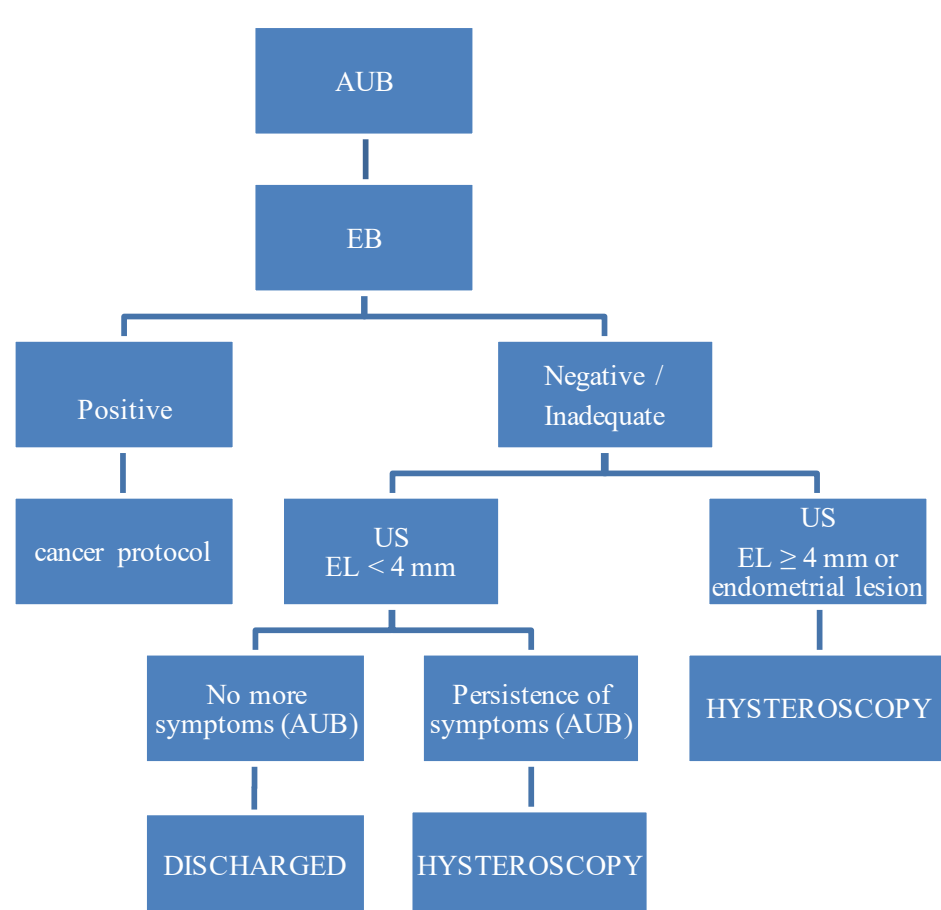 AUB
EB
Positive
Negative /
Inadequate
cancer protocol
US
EL < 4 mm
US
EL ≥ 4 mm or
endometrial lesion
No more
symptoms (AUB)
Persistence of
symptoms (AUB)
HYSTEROSCOPY
DISCHARGED
HYSTEROSCOPY